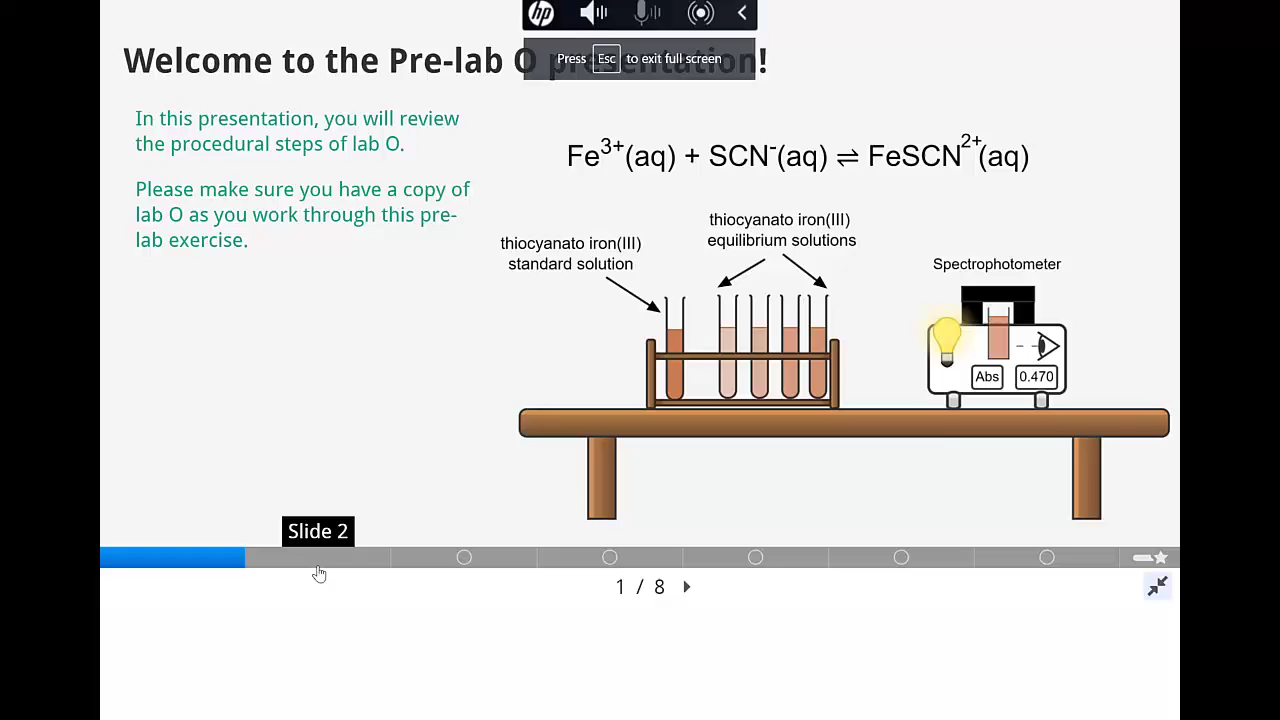 hp
Welcome to the Pre-lab O presentation!
Press Esc to exit full screen
In this presentation, you will review
the procedural steps of lab O.
Please make sure you have a copy of
lab O as you work through this pre-
lab exercise.
Fe³⁺(aq) + SCN⁻(aq) ⇌ FeSCN²⁺(aq)
thiocyanato iron(III)
equilibrium solutions
thiocyanato iron(III)
standard solution
Spectrophotometer
Abs 0.470
Slide 2
1 / 8